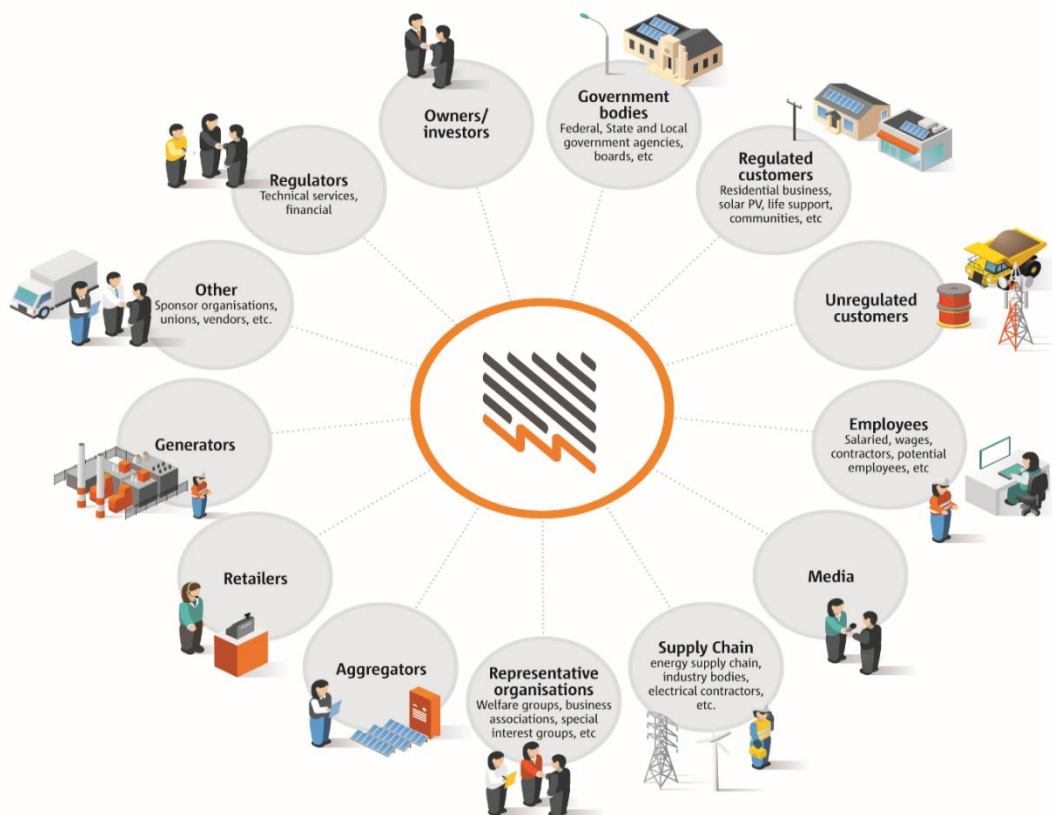 Owners/
investors
Government
bodies
Federal, State and Local
government agencies,
boards, etc
Regulated
customers
Residential business,
solar PV, life support,
communities, etc
Unregulated
customers
Employees
Salaried, wages,
contractors, potential
employees, etc
Media
Supply Chain
energy supply chain,
industry bodies,
electrical contractors,
etc.
Representative
organisations
Welfare groups, business
associations, special
interest groups, etc
Aggregators
Retailers
Generators
Other
Sponsor organisations,
unions, vendors, etc.
Regulators
Technical services,
financial